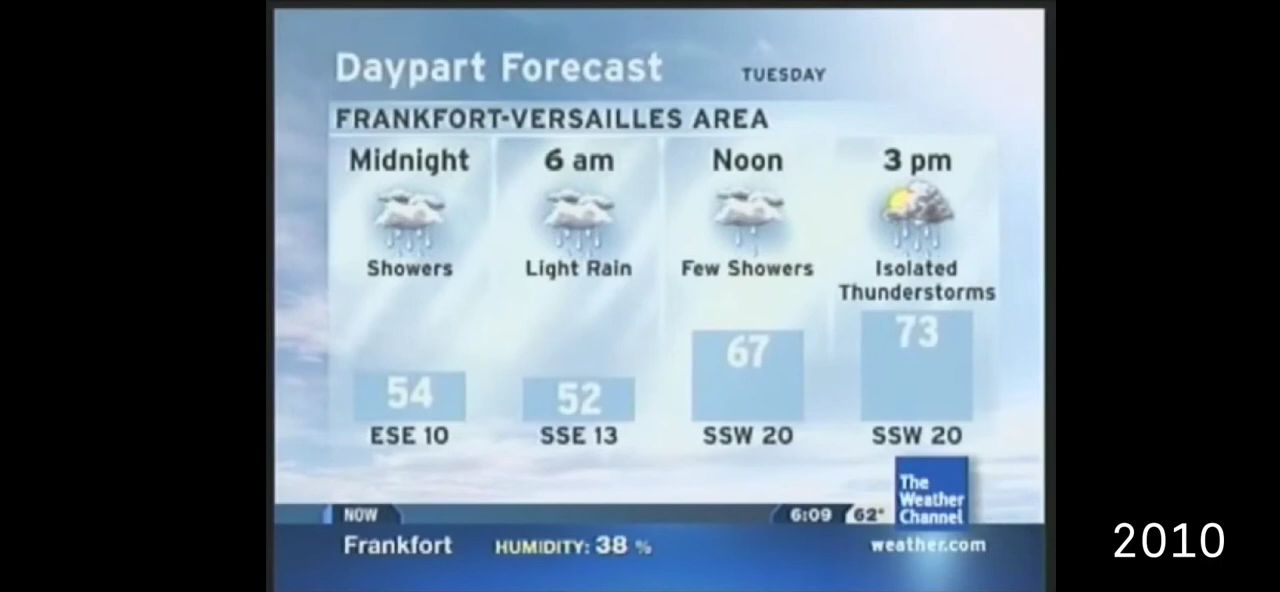 Daypart Forecast TUESDAY
FRANKFORT-VERSAILLES AREA
Midnight 6 am Noon 3 pm
Showers Light Rain Few Showers Isolated Thunderstorms
54 52 67 73
ESE 10 SSE 13 SSW 20 SSW 20
The Weather Channel
NOW 6:09 62°
Frankfort HUMIDITY: 38 % weather.com
2010